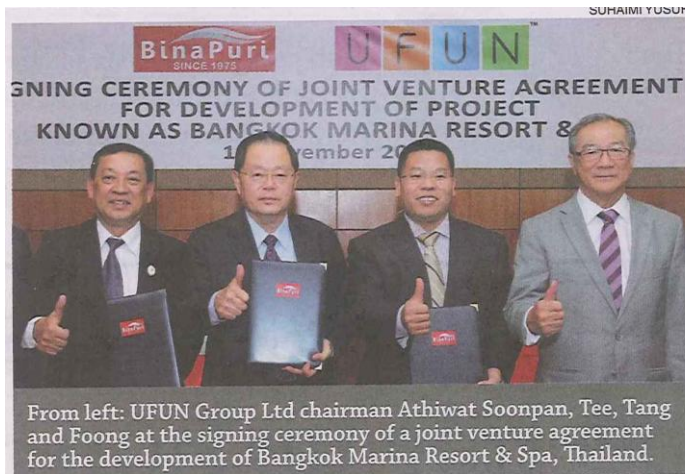 SUHAIMI YUSUF
BinaPuri
SINCE 1975
UFUN™
GNING CEREMONY OF JOINT VENTURE AGREEMENT
FOR DEVELOPMENT OF PROJECT
KNOWN AS BANGKOK MARINA RESORT &
BinaPuri
BinaPuri
BinaPuri
From left: UFUN Group Ltd chairman Athiwat Soonpan, Tee, Tang
and Foong at the signing ceremony of a joint venture agreement
for the development of Bangkok Marina Resort & Spa, Thailand.